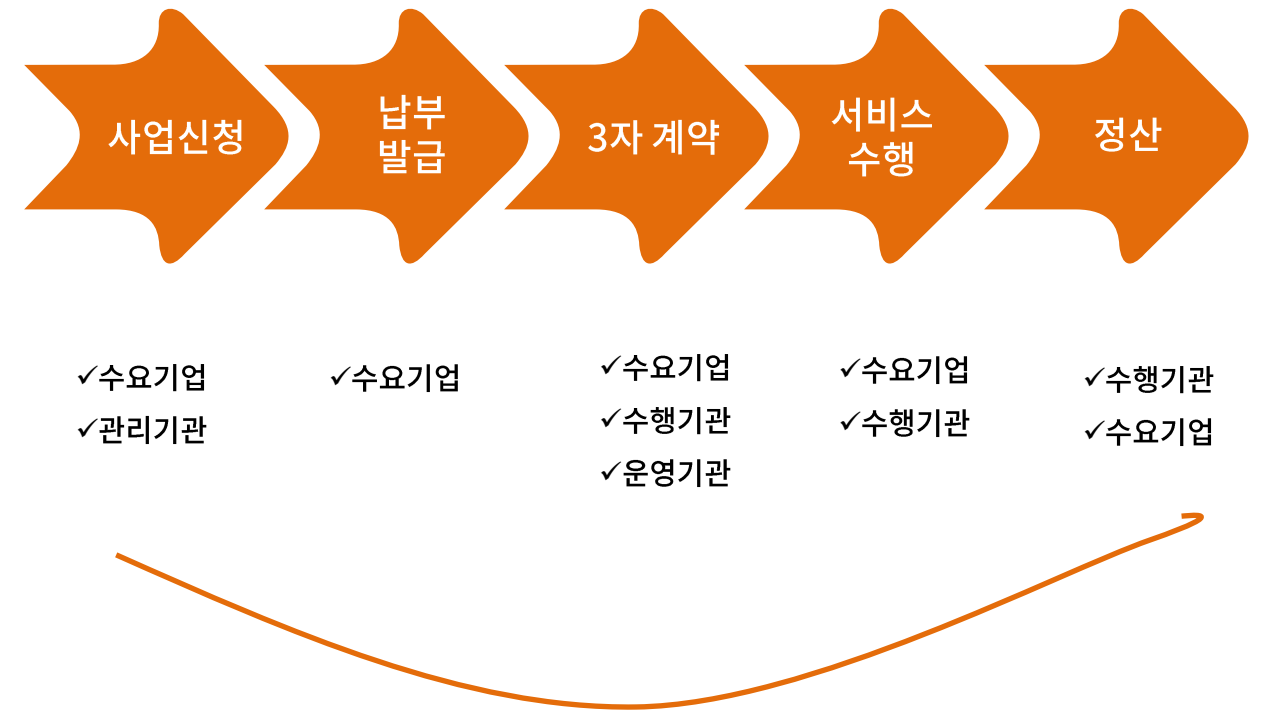 사업신청
납부
발급
3자 계약
서비스
수행
정산
✓수요기업
✓관리기관
✓수요기업
✓수요기업
✓수행기관
✓운영기관
✓수요기업
✓수행기관
✓수행기관
✓수요기업